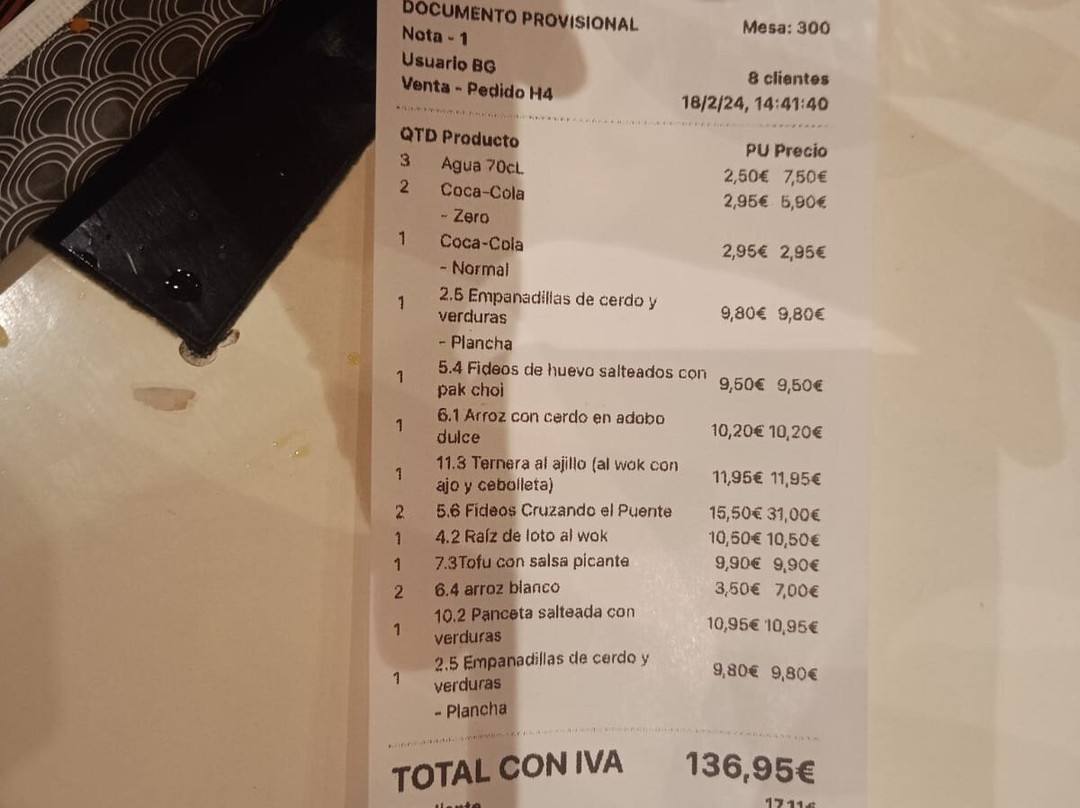 DOCUMENTO PROVISIONAL
Nota - 1 Mesa: 300
Usuario BG 8 clientes
Venta - Pedido H4 18/2/24, 14:41:40
QTD Producto PU Precio
3 Agua 70cL 2,50€ 7,50€
2 Coca-Cola 2,95€ 5,90€
- Zero
1 Coca-Cola 2,95€ 2,95€
- Normal
1 2.5 Empanadillas de cerdo y
verduras 9,80€ 9,80€
- Plancha
1 5.4 Fideos de huevo salteados con
pak choi 9,50€ 9,50€
1 6.1 Arroz con cerdo en adobo
dulce 10,20€ 10,20€
1 11.3 Ternera al ajillo (al wok con
ajo y cebolleta) 11,95€ 11,95€
2 5.6 Fideos Cruzando el Puente 15,50€ 31,00€
1 4.2 Raíz de loto al wok 10,50€ 10,50€
1 7.3Tofu con salsa picante 9,90€ 9,90€
2 6.4 arroz blanco 3,50€ 7,00€
1 10.2 Panceta salteada con
verduras 10,95€ 10,95€
1 2.5 Empanadillas de cerdo y
verduras 9,80€ 9,80€
- Plancha
TOTAL CON IVA 136,95€
17,11€